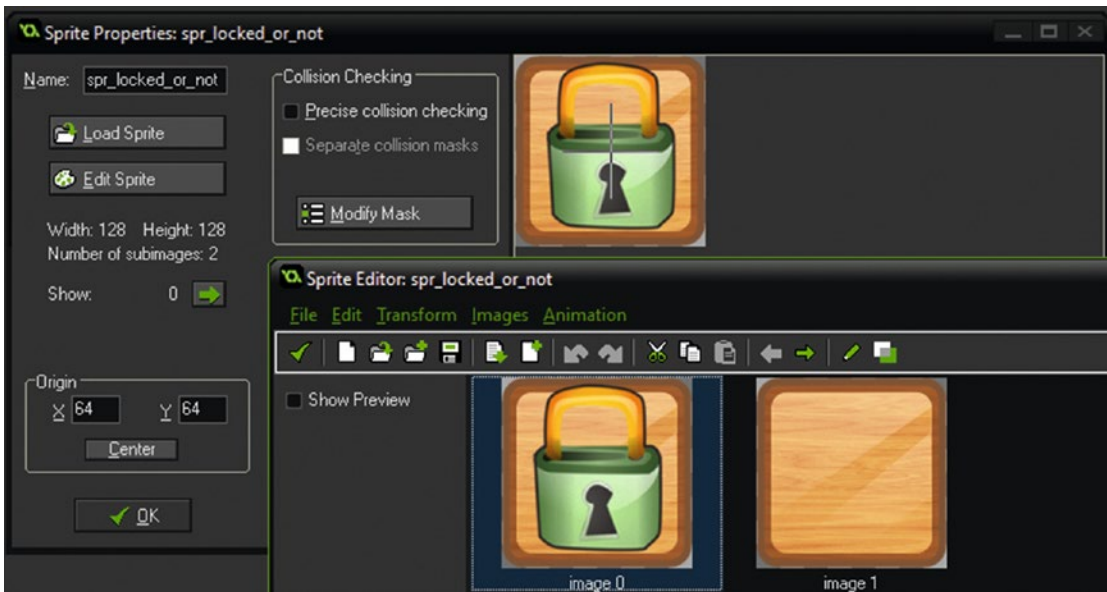 Sprite Properties: spr_locked_or_not
Name: spr_locked_or_not
Load Sprite
Edit Sprite
Width: 128 Height: 128
Number of subimages: 2
Show: 0
Origin
X 64 Y 64
Center
OK
Collision Checking
Precise collision checking
Separate collision masks
Modify Mask
Sprite Editor: spr_locked_or_not
File Edit Transform Images Animation
Show Preview
image 0 image 1